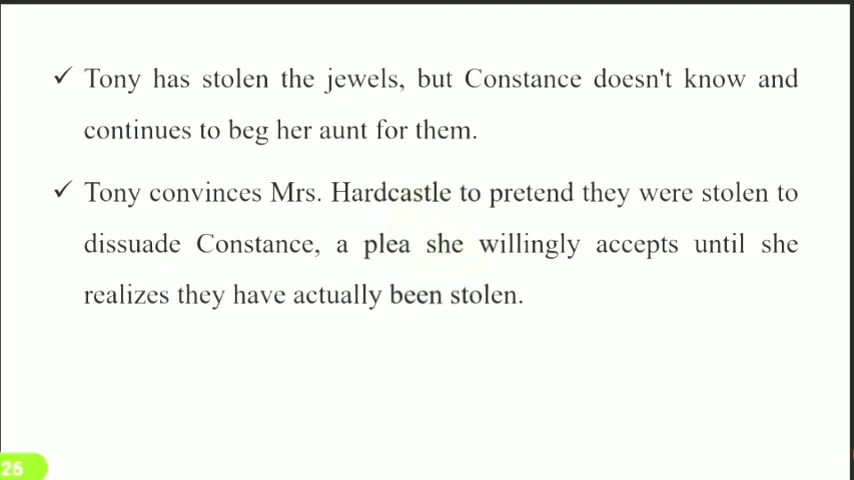 ✓ Tony has stolen the jewels, but Constance doesn't know and
continues to beg her aunt for them.
✓ Tony convinces Mrs. Hardcastle to pretend they were stolen to
dissuade Constance, a plea she willingly accepts until she
realizes they have actually been stolen.
26